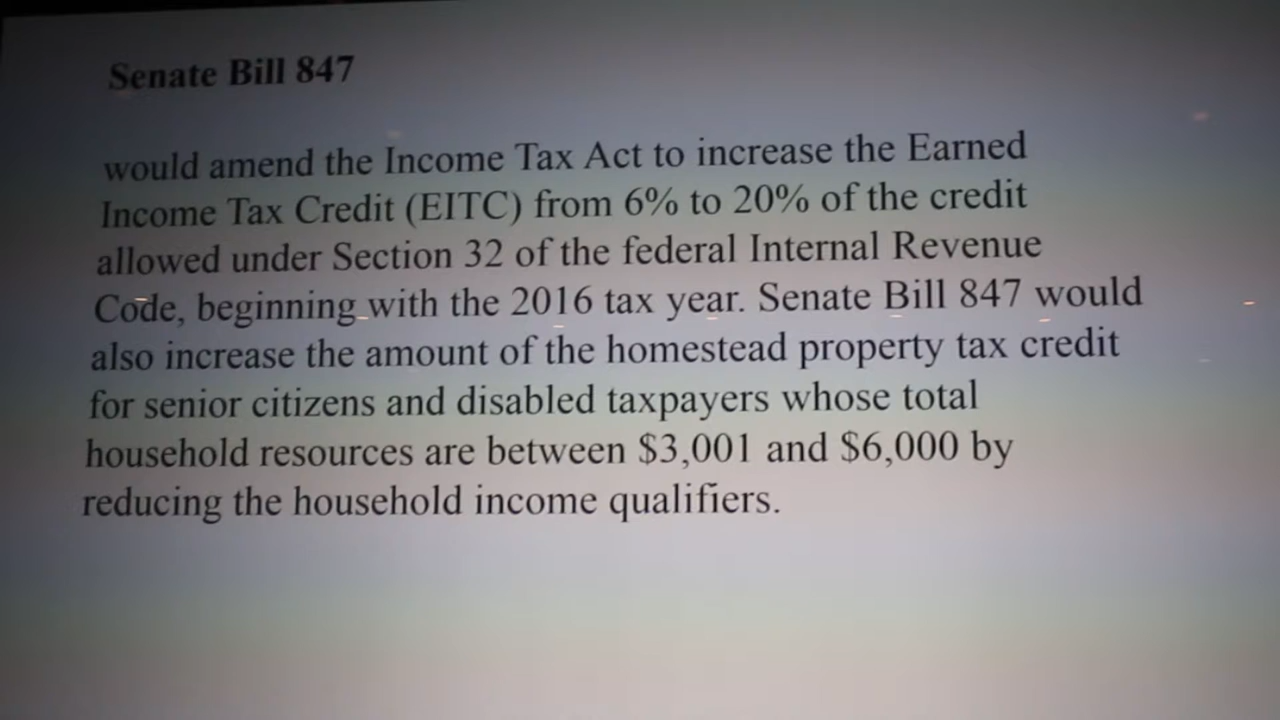 Senate Bill 847
would amend the Income Tax Act to increase the Earned
Income Tax Credit (EITC) from 6% to 20% of the credit
allowed under Section 32 of the federal Internal Revenue
Code, beginning with the 2016 tax year. Senate Bill 847 would
also increase the amount of the homestead property tax credit
for senior citizens and disabled taxpayers whose total
household resources are between $3,001 and $6,000 by
reducing the household income qualifiers.